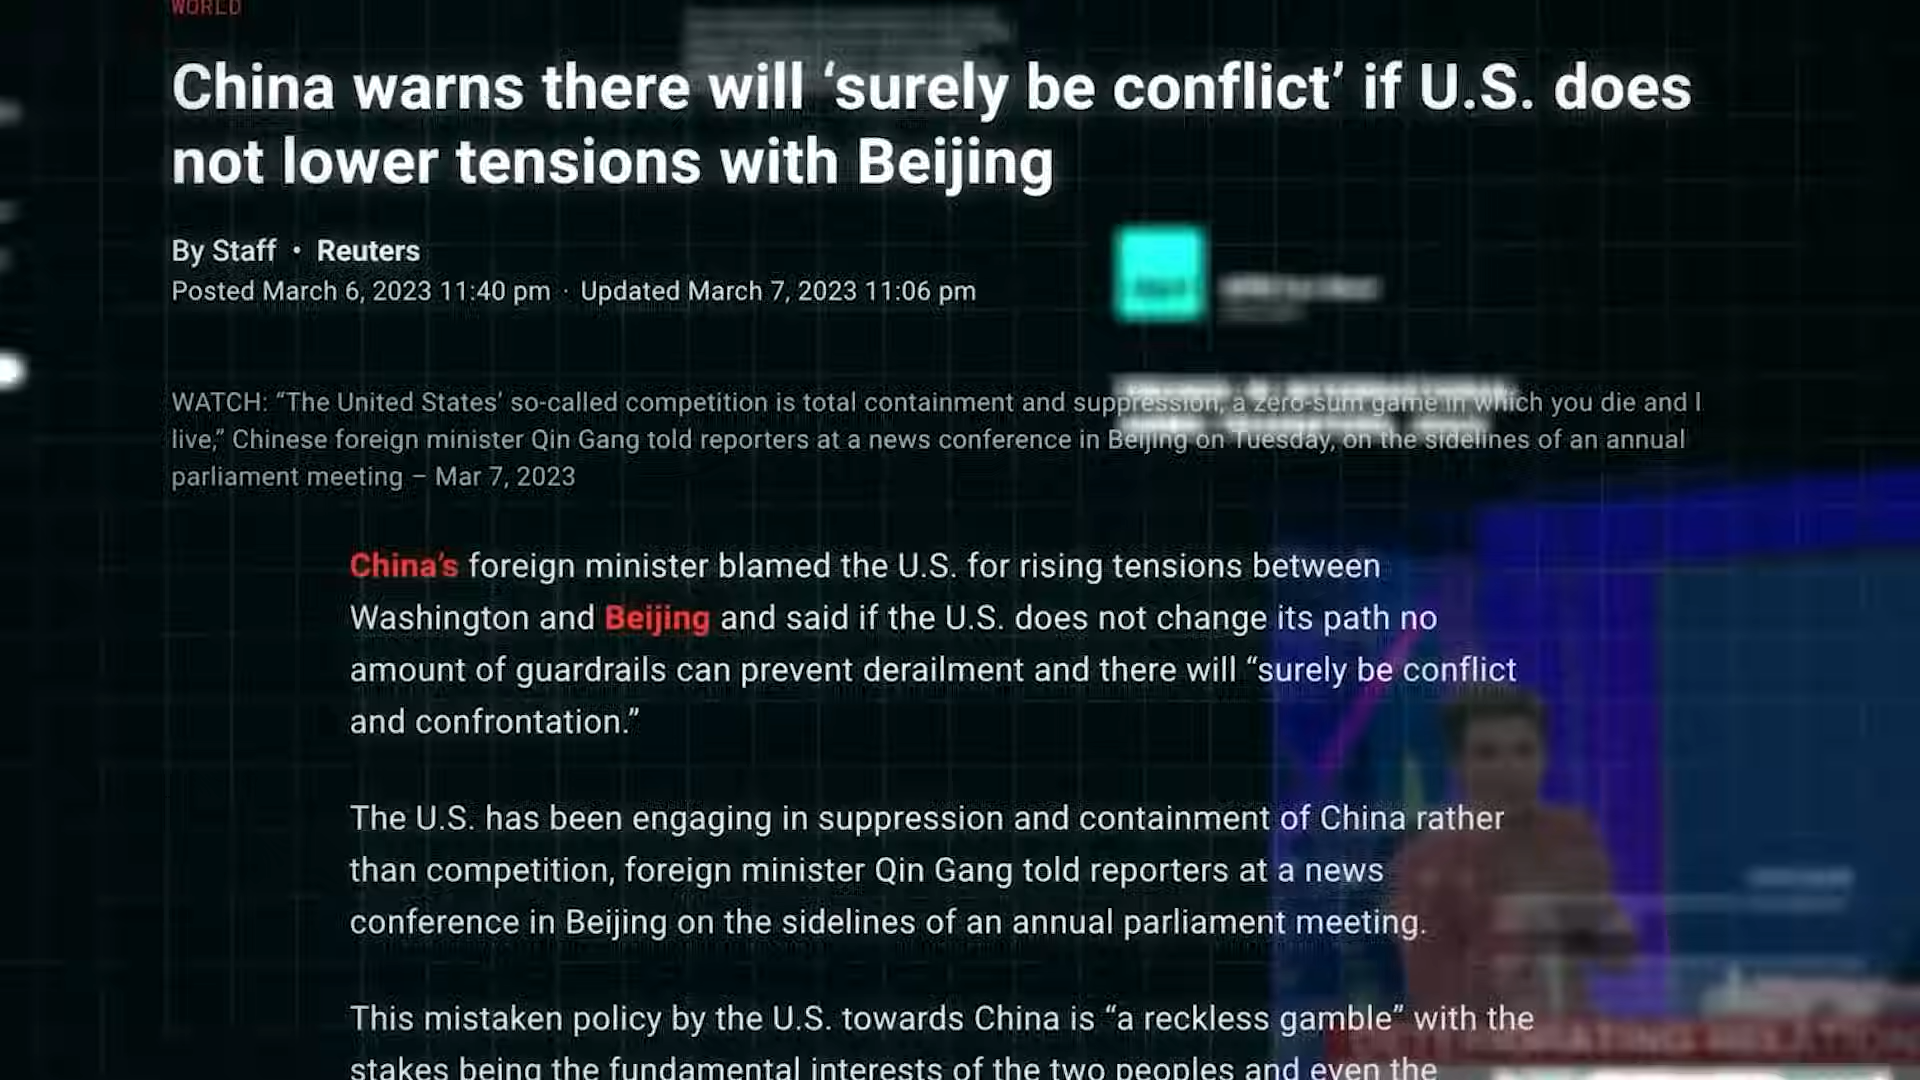 WORLD
China warns there will ‘surely be conflict’ if U.S. does
not lower tensions with Beijing
By Staff • Reuters
Posted March 6, 2023 11:40 pm · Updated March 7, 2023 11:06 pm
WATCH: “The United States’ so-called competition is total containment and suppression, a zero-sum game in which you die and I
live,” Chinese foreign minister Qin Gang told reporters at a news conference in Beijing on Tuesday, on the sidelines of an annual
parliament meeting – Mar 7, 2023
China’s foreign minister blamed the U.S. for rising tensions between
Washington and Beijing and said if the U.S. does not change its path no
amount of guardrails can prevent derailment and there will “surely be conflict
and confrontation.”
The U.S. has been engaging in suppression and containment of China rather
than competition, foreign minister Qin Gang told reporters at a news
conference in Beijing on the sidelines of an annual parliament meeting.
This mistaken policy by the U.S. towards China is “a reckless gamble” with the
stakes being the fundamental interests of the two peoples and even the